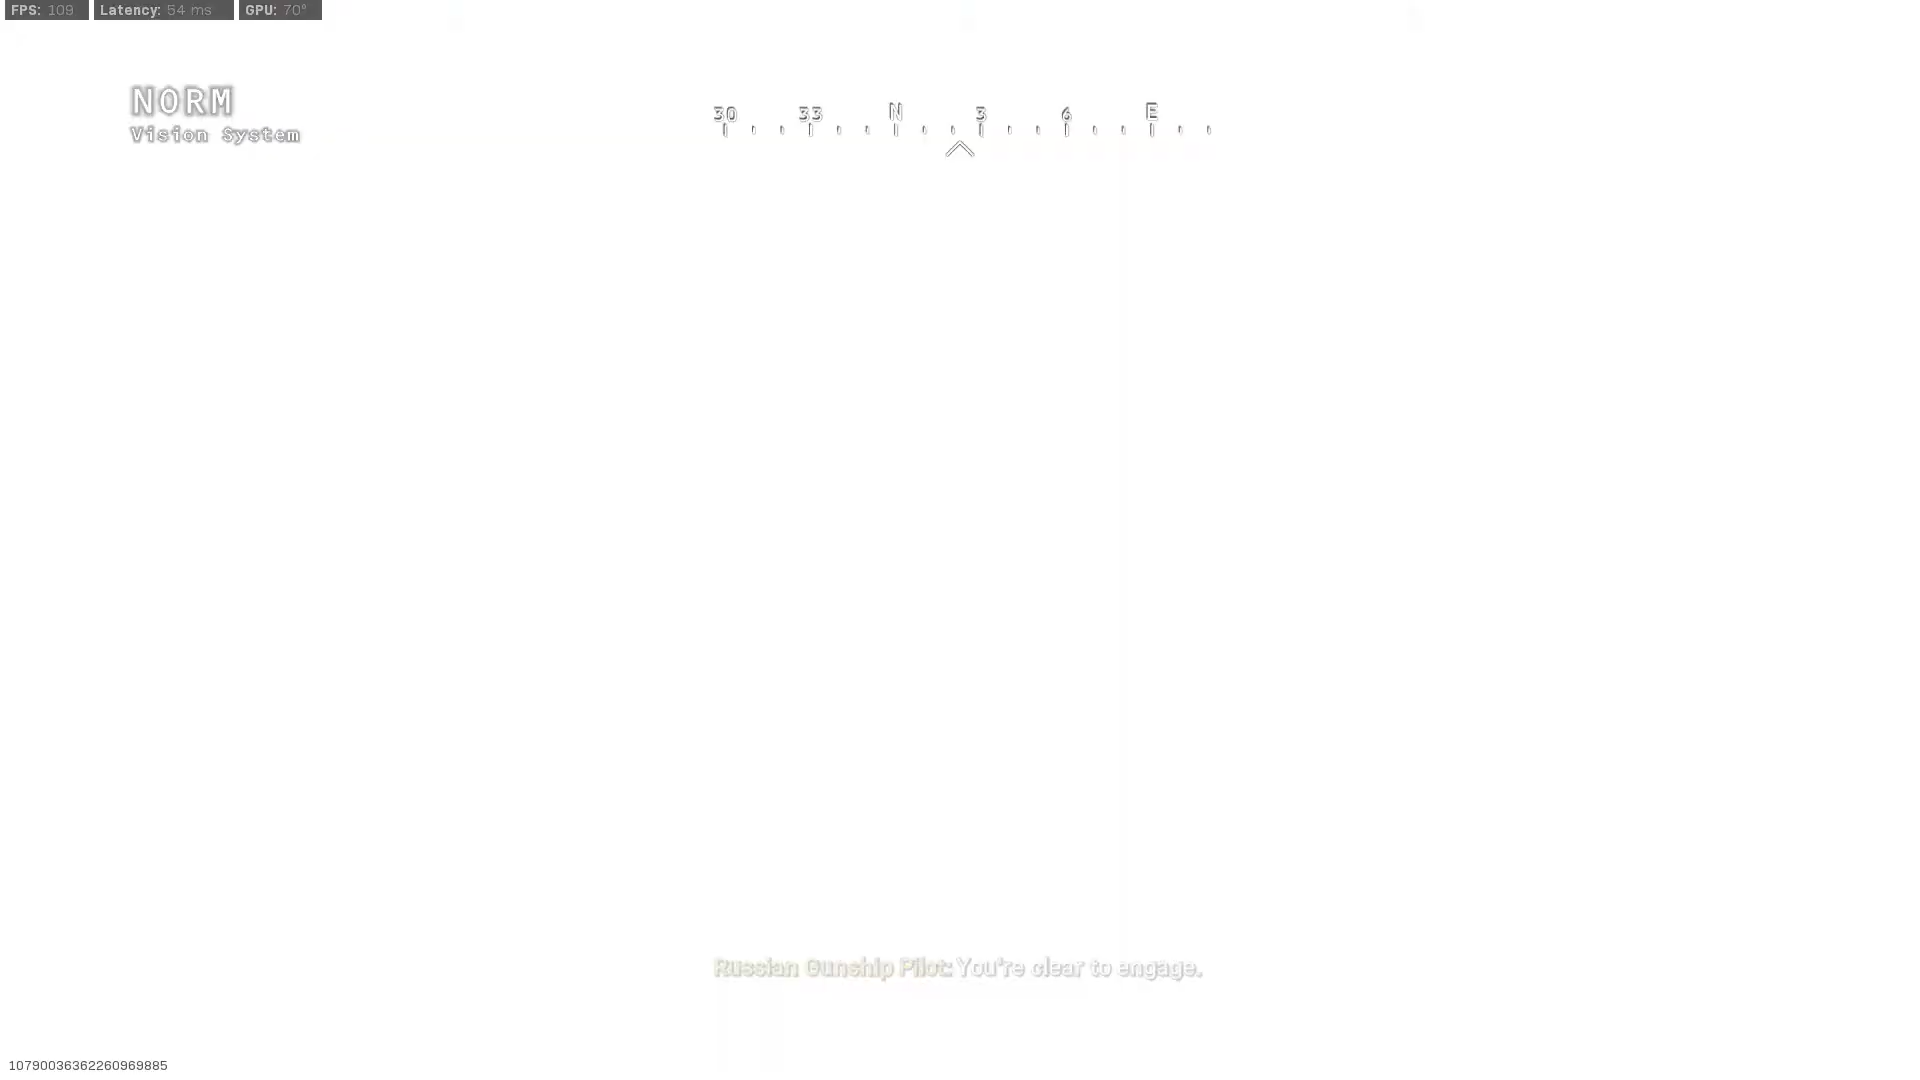 FPS: 109 Latency: 54 ms GPU: 70°
NORM
Vision System
30 33 N 3 6 E
Russian Gunship Pilot: You're clear to engage.
10790036362260969885